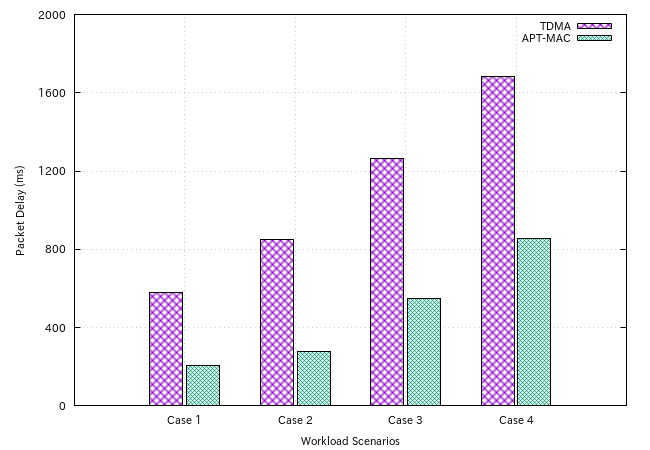 2000
1600
1200
800
400
0
Packet Delay (ms)
TDMA
APT-MAC
Case 1
Case 2
Case 3
Case 4
Workload Scenarios